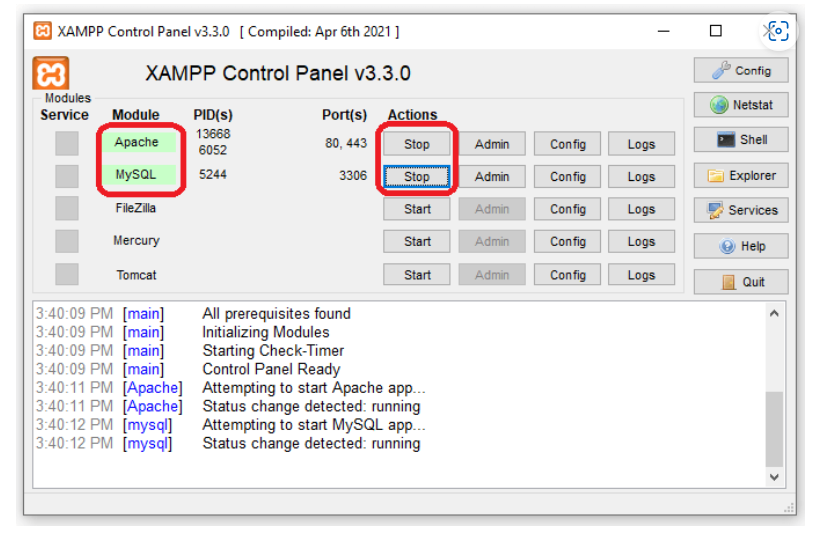 XAMPP Control Panel v3.3.0 [ Compiled: Apr 6th 2021 ]
XAMPP Control Panel v3.3.0
Config
Modules
Service Module PID(s) Port(s) Actions
Netstat
Apache 13668 6052 80, 443 Stop Admin Config Logs
Shell
MySQL 5244 3306 Stop Admin Config Logs
Explorer
FileZilla Start Admin Config Logs
Services
Mercury Start Admin Config Logs
Help
Tomcat Start Admin Config Logs
Quit
3:40:09 PM [main] All prerequisites found
3:40:09 PM [main] Initializing Modules
3:40:09 PM [main] Starting Check-Timer
3:40:09 PM [main] Control Panel Ready
3:40:11 PM [Apache] Attempting to start Apache app...
3:40:11 PM [Apache] Status change detected: running
3:40:12 PM [mysql] Attempting to start MySQL app...
3:40:12 PM [mysql] Status change detected: running